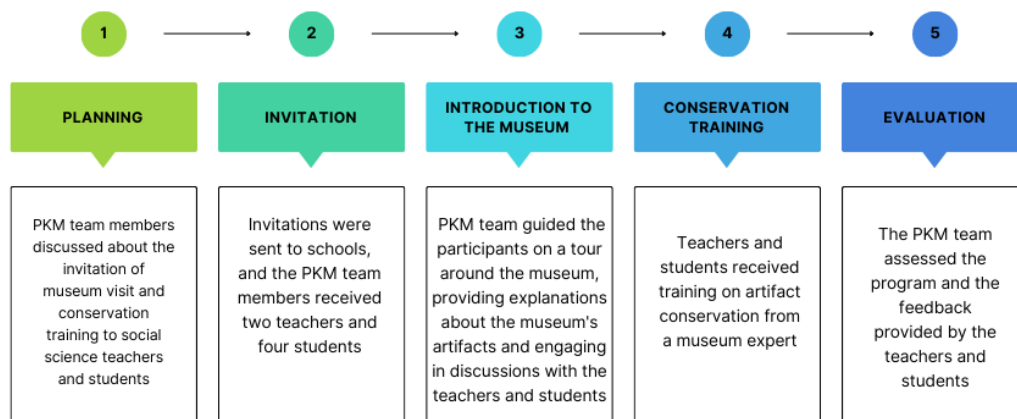 1
2
3
4
5
PLANNING
INVITATION
INTRODUCTION TO
THE MUSEUM
CONSERVATION
TRAINING
EVALUATION
PKM team members
discussed about the
invitation of
museum visit and
conservation
training to social
science teachers
and students
Invitations were
sent to schools,
and the PKM team
members received
two teachers and
four students
PKM team guided the
participants on a tour
around the museum,
providing explanations
about the museum's
artifacts and engaging
in discussions with the
teachers and students
Teachers and
students received
training on artifact
conservation from
a museum expert
The PKM team
assessed the
program and the
feedback
provided by the
teachers and
students